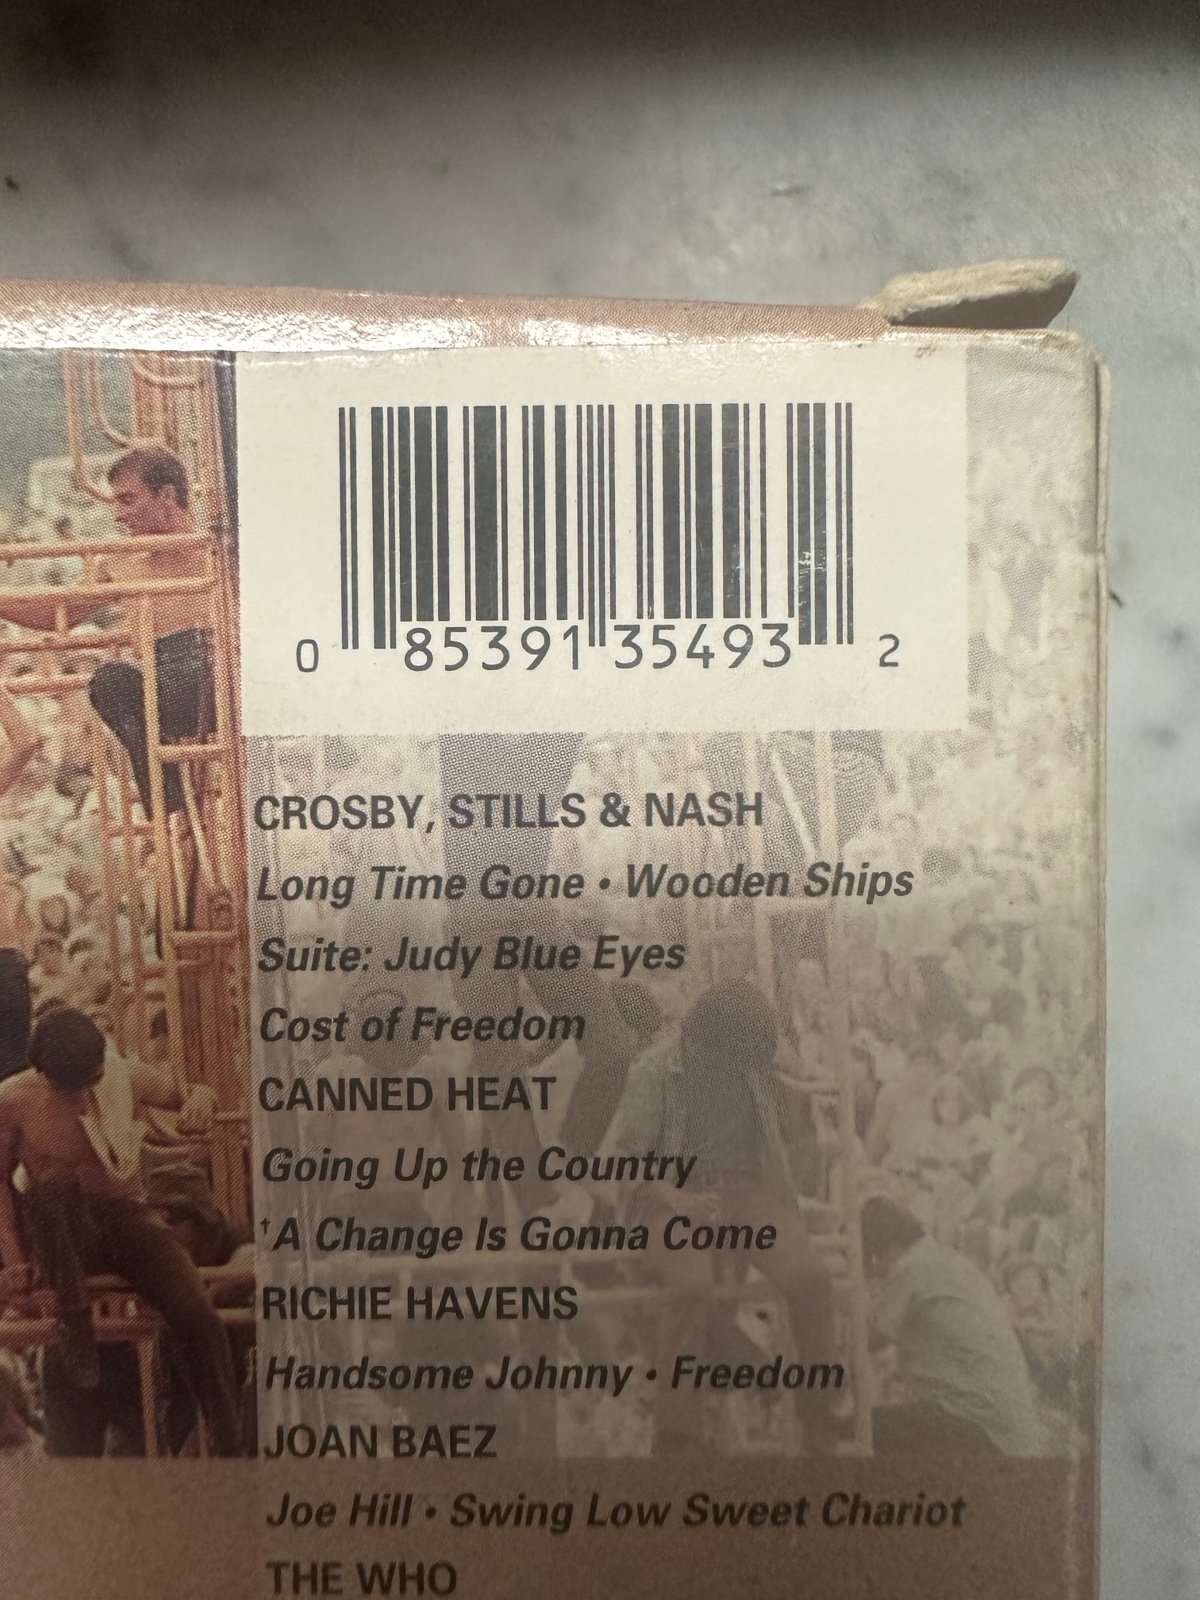 0 85391 35493 2
CROSBY, STILLS & NASH
Long Time Gone • Wooden Ships
Suite: Judy Blue Eyes
Cost of Freedom
CANNED HEAT
Going Up the Country
†A Change Is Gonna Come
RICHIE HAVENS
Handsome Johnny • Freedom
JOAN BAEZ
Joe Hill • Swing Low Sweet Chariot
THE WHO